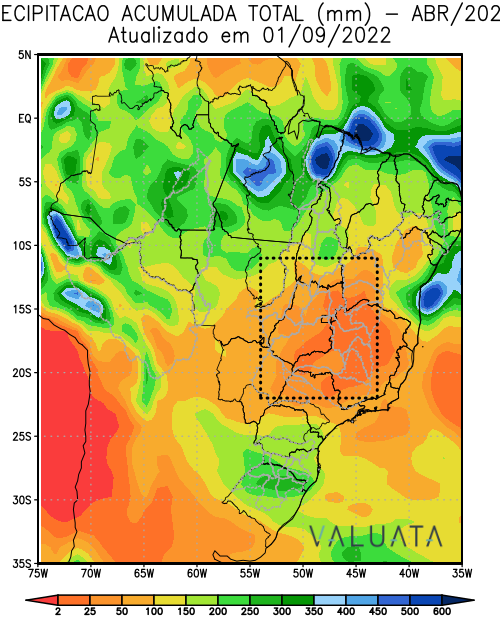 ECIPITACAO ACUMULADA TOTAL (mm) – ABR/202
Atualizado em 01/09/2022
5N
EQ
5S
10S
15S
20S
25S
30S
35S
VALUATA
75W 70W 65W 60W 55W 50W 45W 40W 35W
2 25 50 100 150 200 250 300 350 400 450 500 600